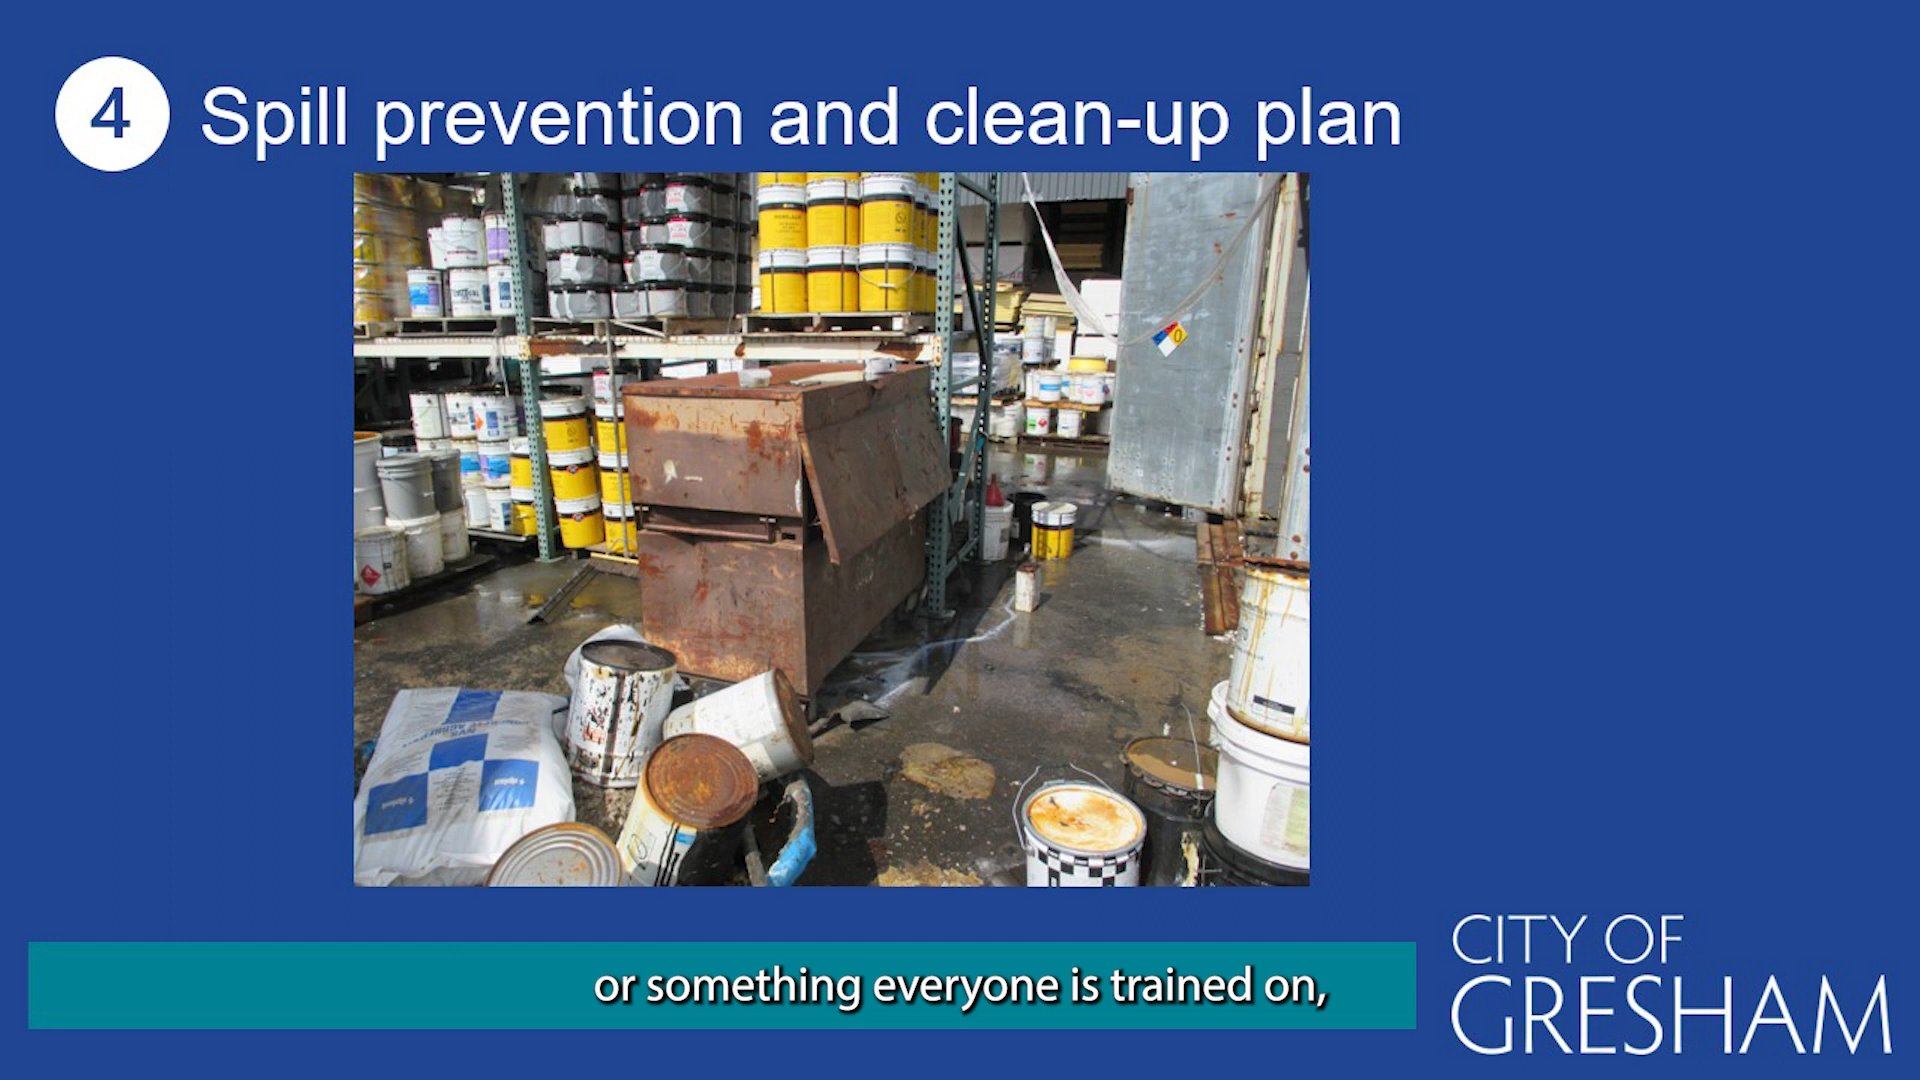 4 Spill prevention and clean-up plan
or something everyone is trained on,
CITY OF
GRESHAM